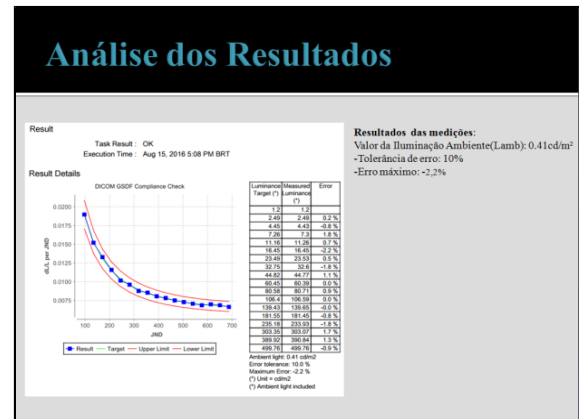 Análise dos Resultados
Result
Task Result : OK
Execution Time : Aug 15, 2016 5:08 PM BRT
Result Details
DICOM GSDF Compliance Check
dL/L per JND
0.0200
0.0175
0.0150
0.0125
0.0100
0.0075
100 200 300 400 500 600 700
JND
Result Target Upper Limit Lower Limit
Luminance Target (*) Measured Luminance (*) Error
1.2 1.2
2.49 2.49 0.2 %
4.45 4.43 -0.8 %
7.26 7.3 1.8 %
11.16 11.26 0.7 %
16.45 16.45 -2.2 %
23.49 23.53 0.5 %
32.75 32.6 -1.8 %
44.82 44.77 1.1 %
60.45 60.39 0.0 %
80.58 80.71 0.9 %
106.4 106.59 0.0 %
139.43 139.65 -0.0 %
181.55 181.45 -0.8 %
235.18 233.93 -1.8 %
303.35 303.07 1.7 %
389.92 390.84 1.3 %
499.76 499.76 -0.9 %
Ambient light: 0.41 cd/m2
Error tolerance: 10.0 %
Maximum Error: -2.2 %
(*) Unit = cd/m2
(*) Ambient light included
Resultados das medições:
Valor da Iluminação Ambiente(Lamb): 0.41cd/m²
-Tolerância de erro: 10%
-Erro máximo: -2,2%